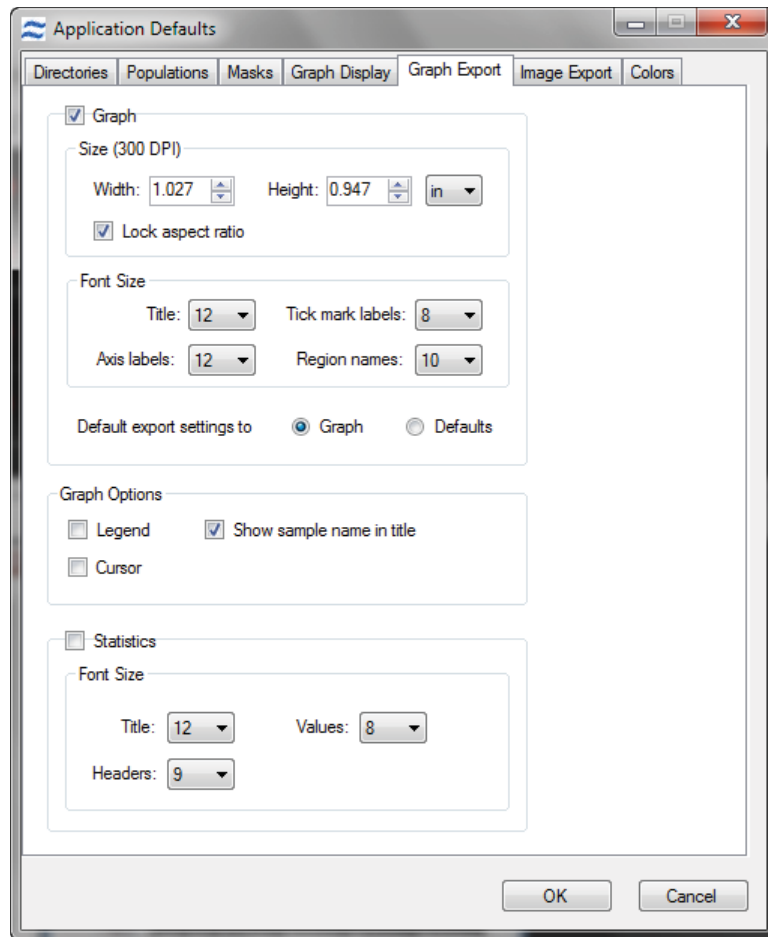 Application Defaults
Directories Populations Masks Graph Display Graph Export Image Export Colors
Graph
Size (300 DPI)
Width: 1.027 Height: 0.947 in
Lock aspect ratio
Font Size
Title: 12 Tick mark labels: 8
Axis labels: 12 Region names: 10
Default export settings to Graph Defaults
Graph Options
Legend Show sample name in title
Cursor
Statistics
Font Size
Title: 12 Values: 8
Headers: 9
OK Cancel